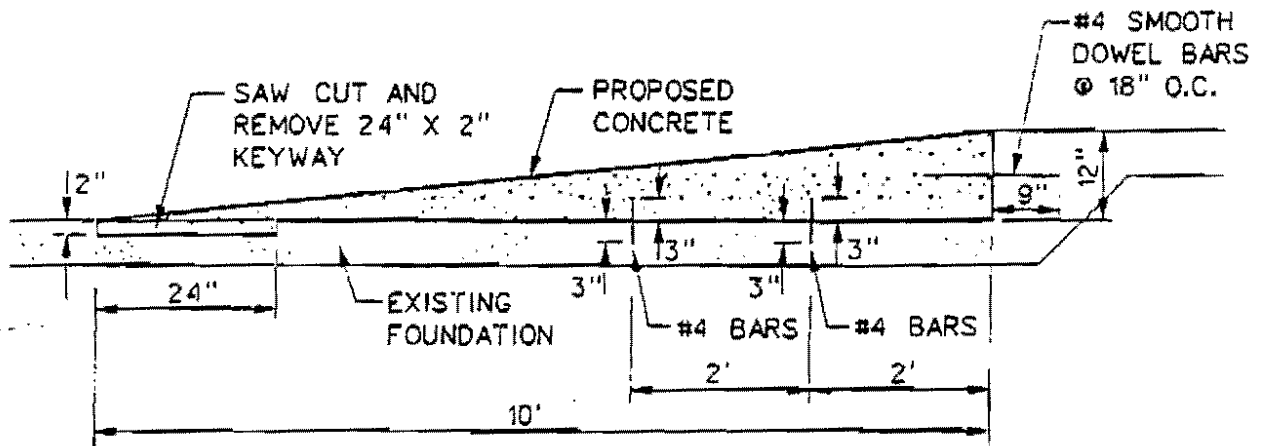 #4 SMOOTH
DOWEL BARS
@ 18" O.C.
SAW CUT AND
REMOVE 24" X 2"
KEYWAY
PROPOSED
CONCRETE
2"
12"
3"
3"
3"
3"
24"
EXISTING
FOUNDATION
#4 BARS
#4 BARS
2'
2'
10'